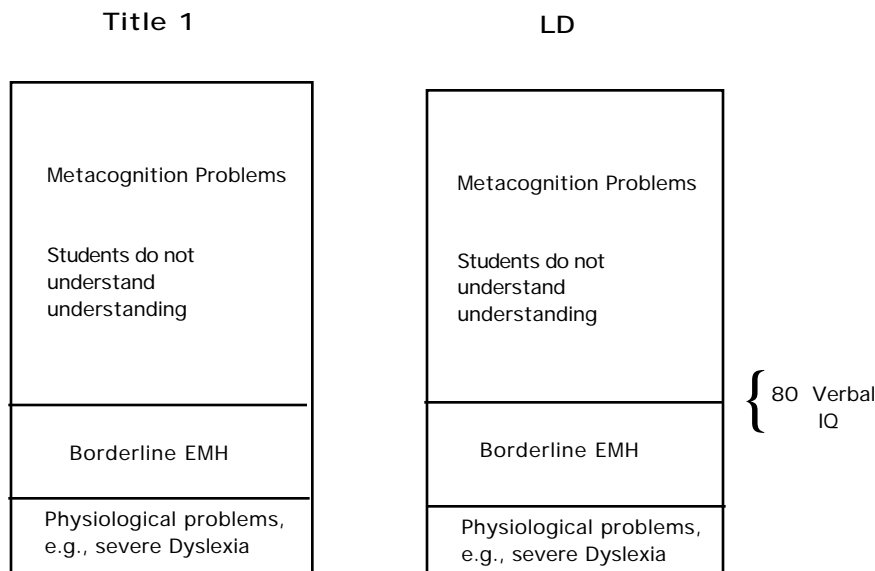 Title 1
Metacognition Problems
Students do not
understand
understanding
Borderline EMH
Physiological problems,
e.g., severe Dyslexia
LD
Metacognition Problems
Students do not
understand
understanding
Borderline EMH
Physiological problems,
e.g., severe Dyslexia
{ 80 Verbal
IQ